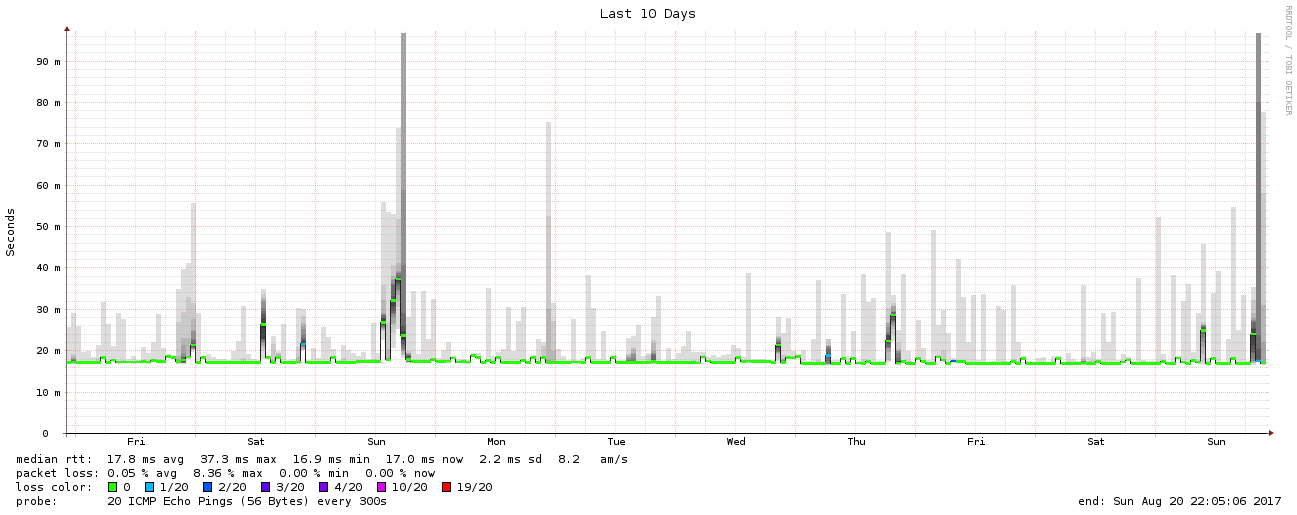 Last 10 Days
RRDTOOL / TOBI OETIKER
Seconds
90 m
80 m
70 m
60 m
50 m
40 m
30 m
20 m
10 m
0
Fri Sat Sun Mon Tue Wed Thu Fri Sat Sun
median rtt: 17.8 ms avg 37.3 ms max 16.9 ms min 17.0 ms now 2.2 ms sd 8.2 am/s
packet loss: 0.05 % avg 8.36 % max 0.00 % min 0.00 % now
loss color: 0 1/20 2/20 3/20 4/20 10/20 19/20
probe: 20 ICMP Echo Pings (56 Bytes) every 300s end: Sun Aug 20 22:05:06 2017